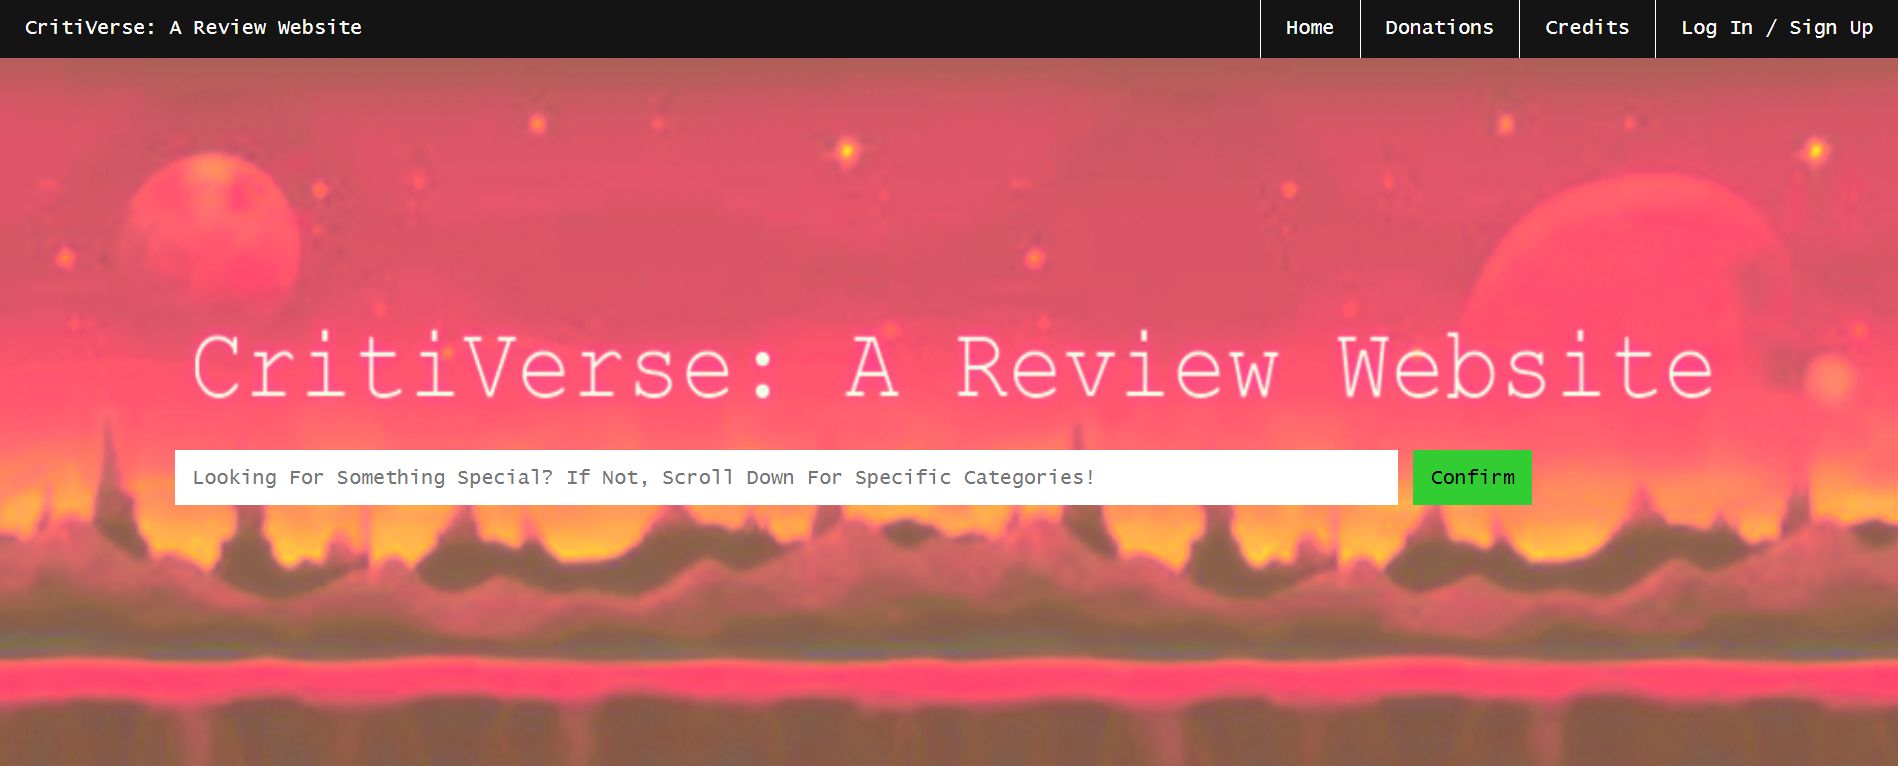 CritiVerse: A Review Website
Home
Donations
Credits
Log In / Sign Up
CritiVerse: A Review Website
Looking For Something Special? If Not, Scroll Down For Specific Categories!
Confirm